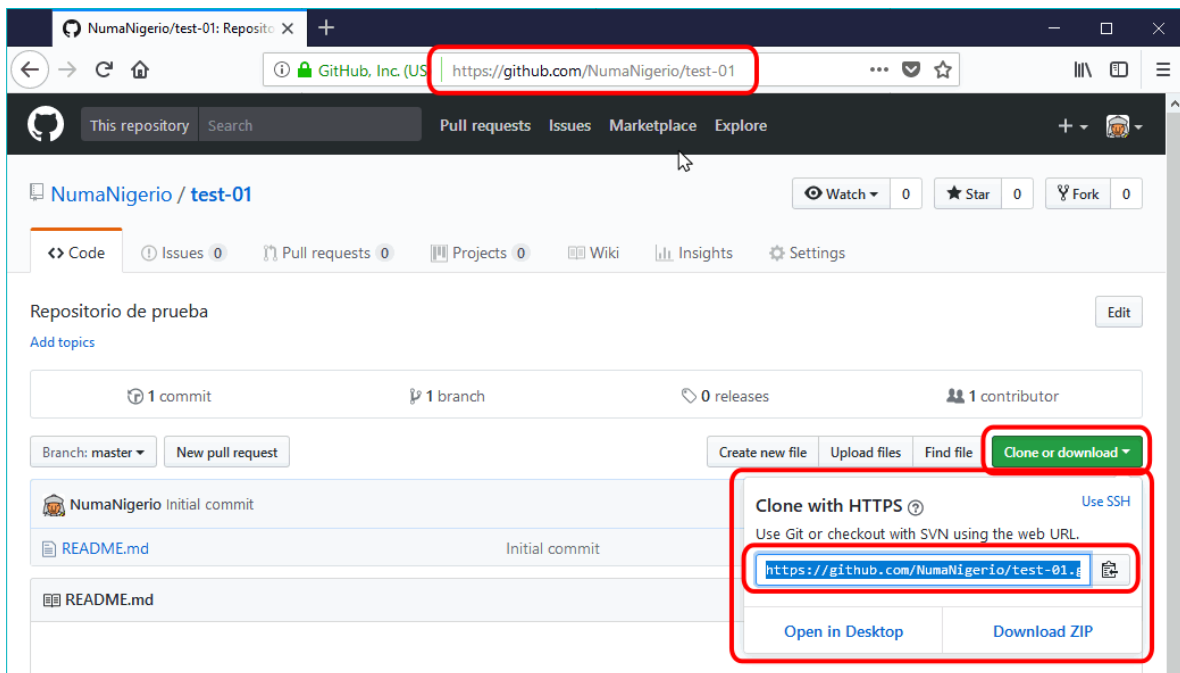 NumaNigerio/test-01: Reposito
GitHub, Inc. (US https://github.com/NumaNigerio/test-01
This repository Search Pull requests Issues Marketplace Explore
NumaNigerio / test-01 Watch 0 Star 0 Fork 0
Code Issues 0 Pull requests 0 Projects 0 Wiki Insights Settings
Repositorio de prueba Edit
Add topics
1 commit 1 branch 0 releases 1 contributor
Branch: master New pull request Create new file Upload files Find file Clone or download
NumaNigerio Initial commit
README.md Initial commit
README.md
Clone with HTTPS ? Use SSH
Use Git or checkout with SVN using the web URL.
https://github.com/NumaNigerio/test-01.g
Open in Desktop Download ZIP